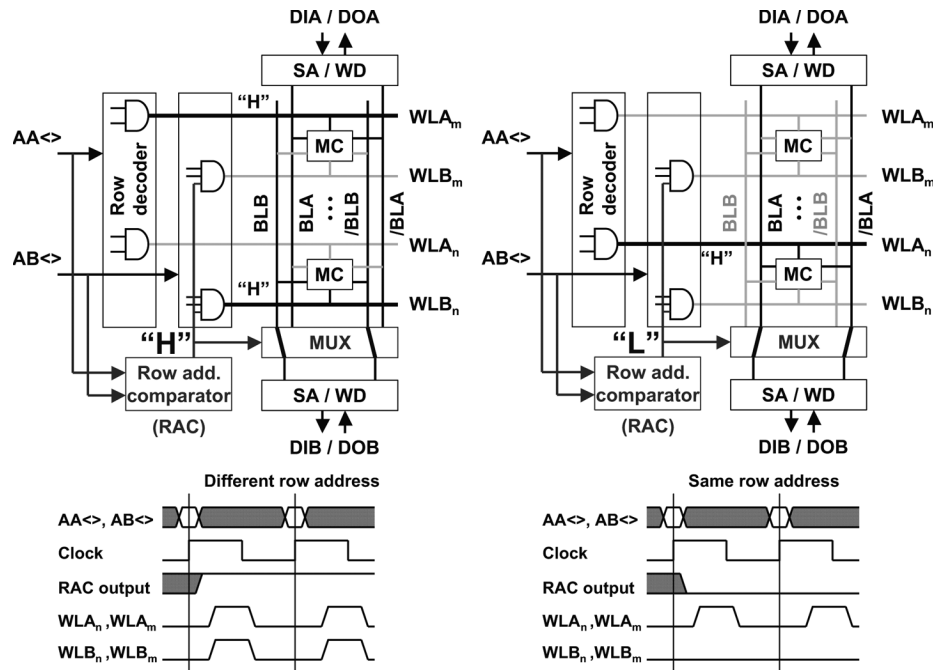 DIA / DOA
SA / WD
"H"
WLAm
AA<>
MC
Row decoder
WLBm
BLB
BLA
/BLB
/BLA
WLAn
AB<>
MC
"H"
WLBn
"H"
MUX
Row add.
comparator
(RAC)
SA / WD
DIB / DOB
DIA / DOA
SA / WD
WLAm
AA<>
MC
Row decoder
WLBm
BLB
BLA
/BLB
/BLA
WLAn
AB<>
"H"
MC
WLBn
"L"
MUX
Row add.
comparator
(RAC)
SA / WD
DIB / DOB
Different row address
AA<>, AB<>
Clock
RAC output
WLAn ,WLAm
WLBn ,WLBm
Same row address
AA<>, AB<>
Clock
RAC output
WLAn ,WLAm
WLBn ,WLBm